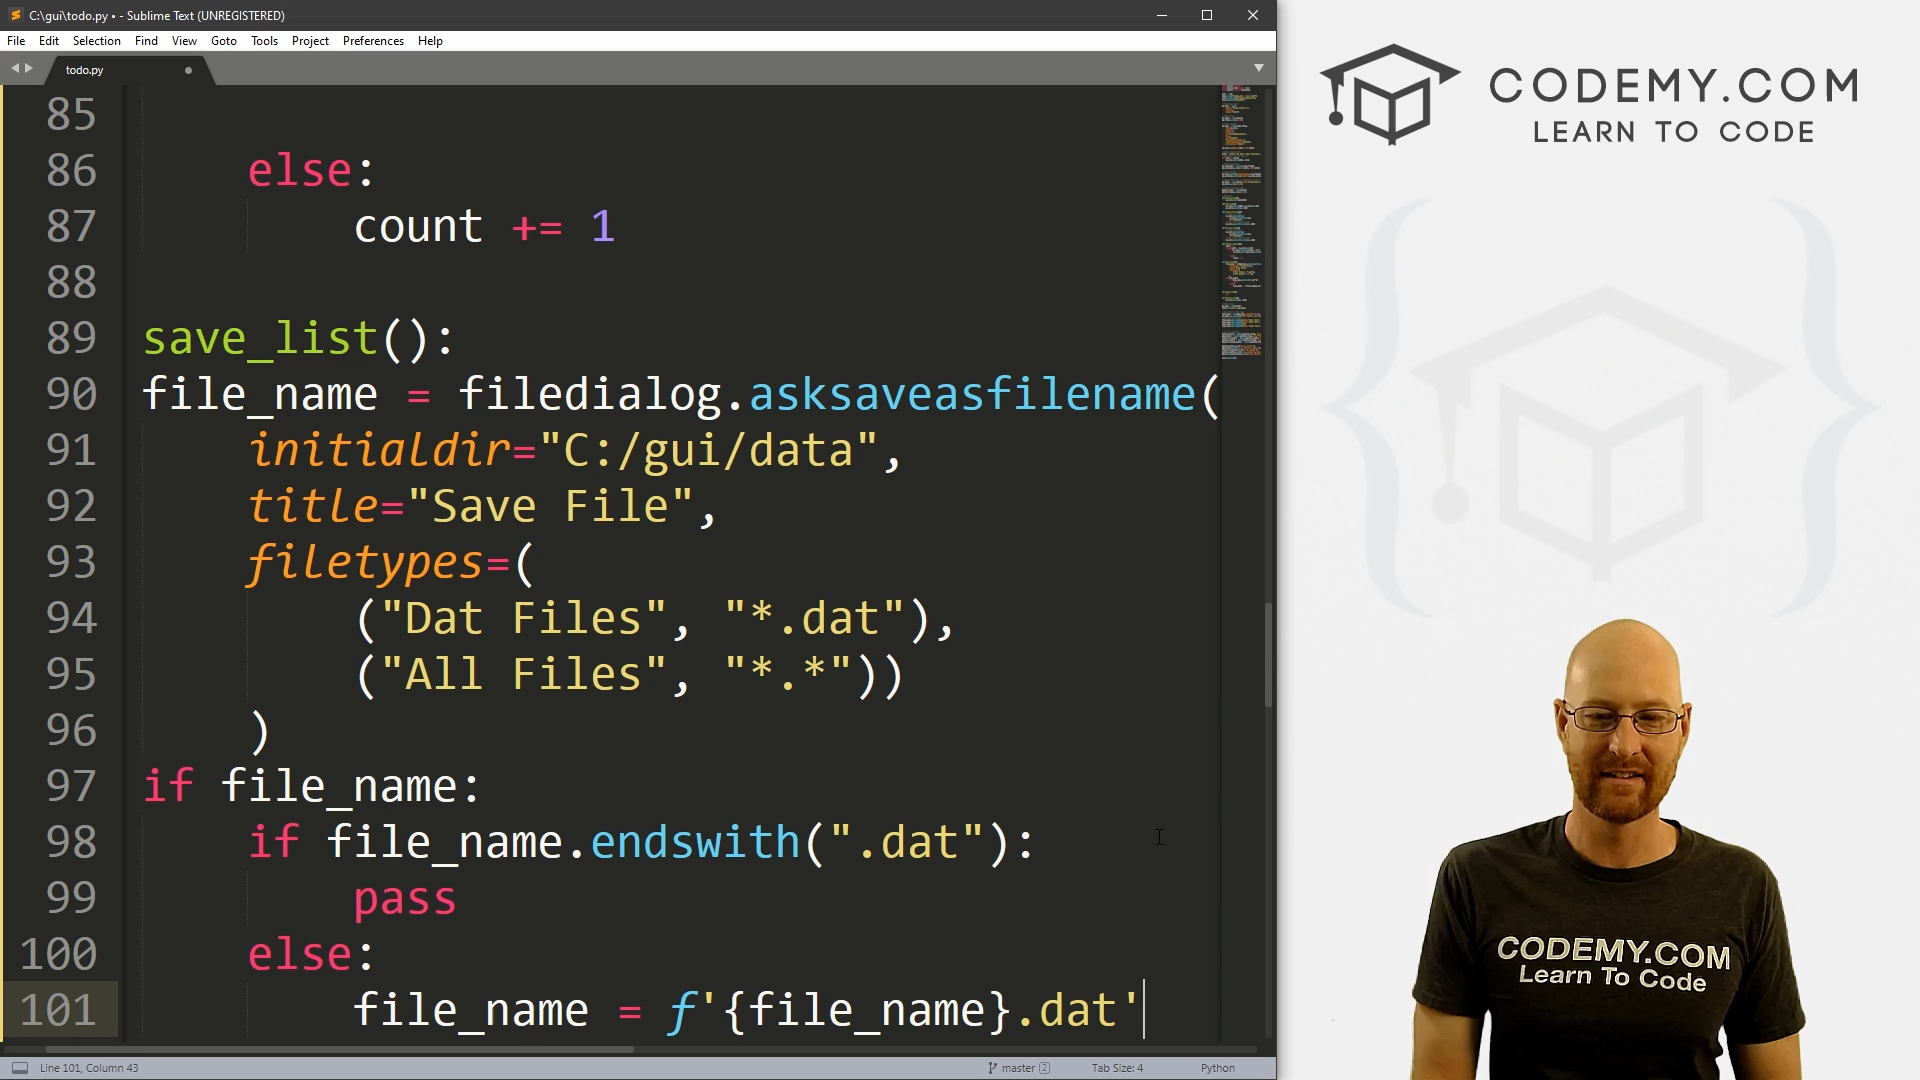 C:\gui\todo.py • - Sublime Text (UNREGISTERED)
File Edit Selection Find View Goto Tools Project Preferences Help
todo.py
85
86 else:
87 count += 1
88
89 save_list():
90 file_name = filedialog.asksaveasfilename(
91 initialdir="C:/gui/data",
92 title="Save File",
93 filetypes=(
94 ("Dat Files", "*.dat"),
95 ("All Files", "*.*"))
96 )
97 if file_name:
98 if file_name.endswith(".dat"):
99 pass
100 else:
101 file_name = f'{file_name}.dat'
Line 101, Column 43
master 2
Tab Size: 4
Python
CODEMY.COM
LEARN TO CODE
CODEMY.COM
Learn To Code